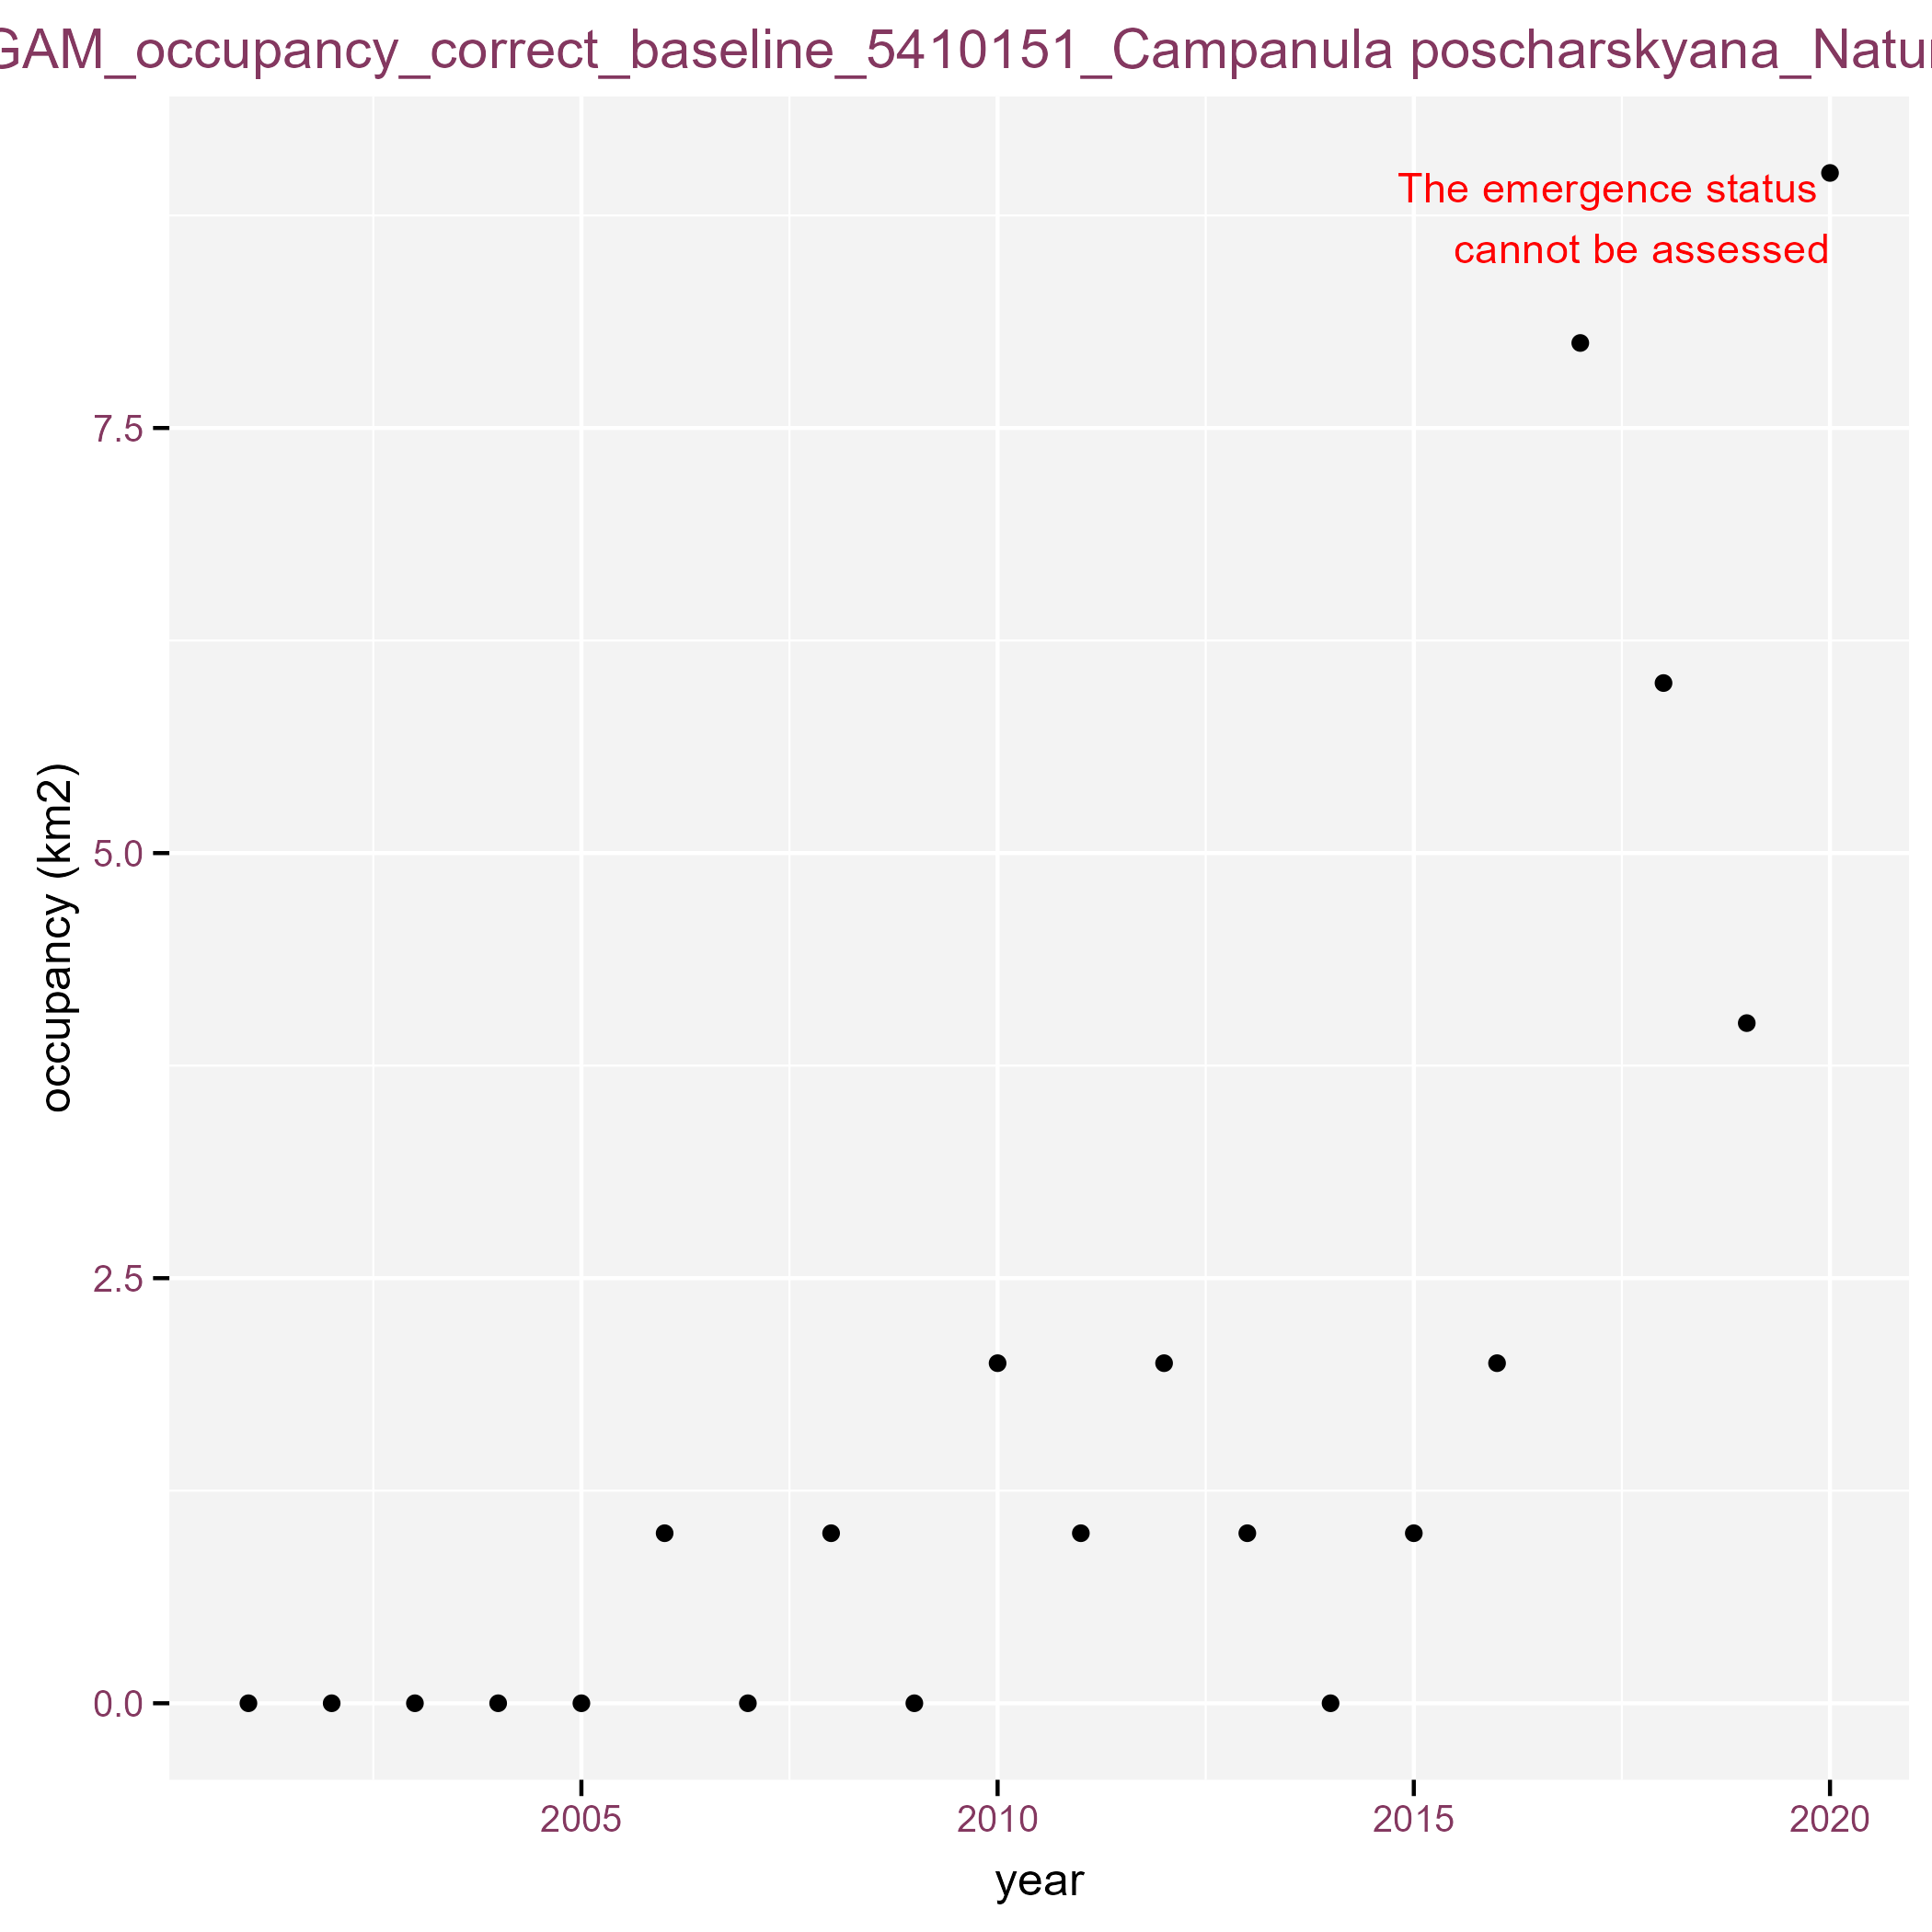 GAM_occupancy_correct_baseline_5410151_Campanula poscharskyana_Natur
The emergence status
cannot be assessed
7.5
5.0
2.5
0.0
occupancy (km2)
2005 2010 2015 2020
year